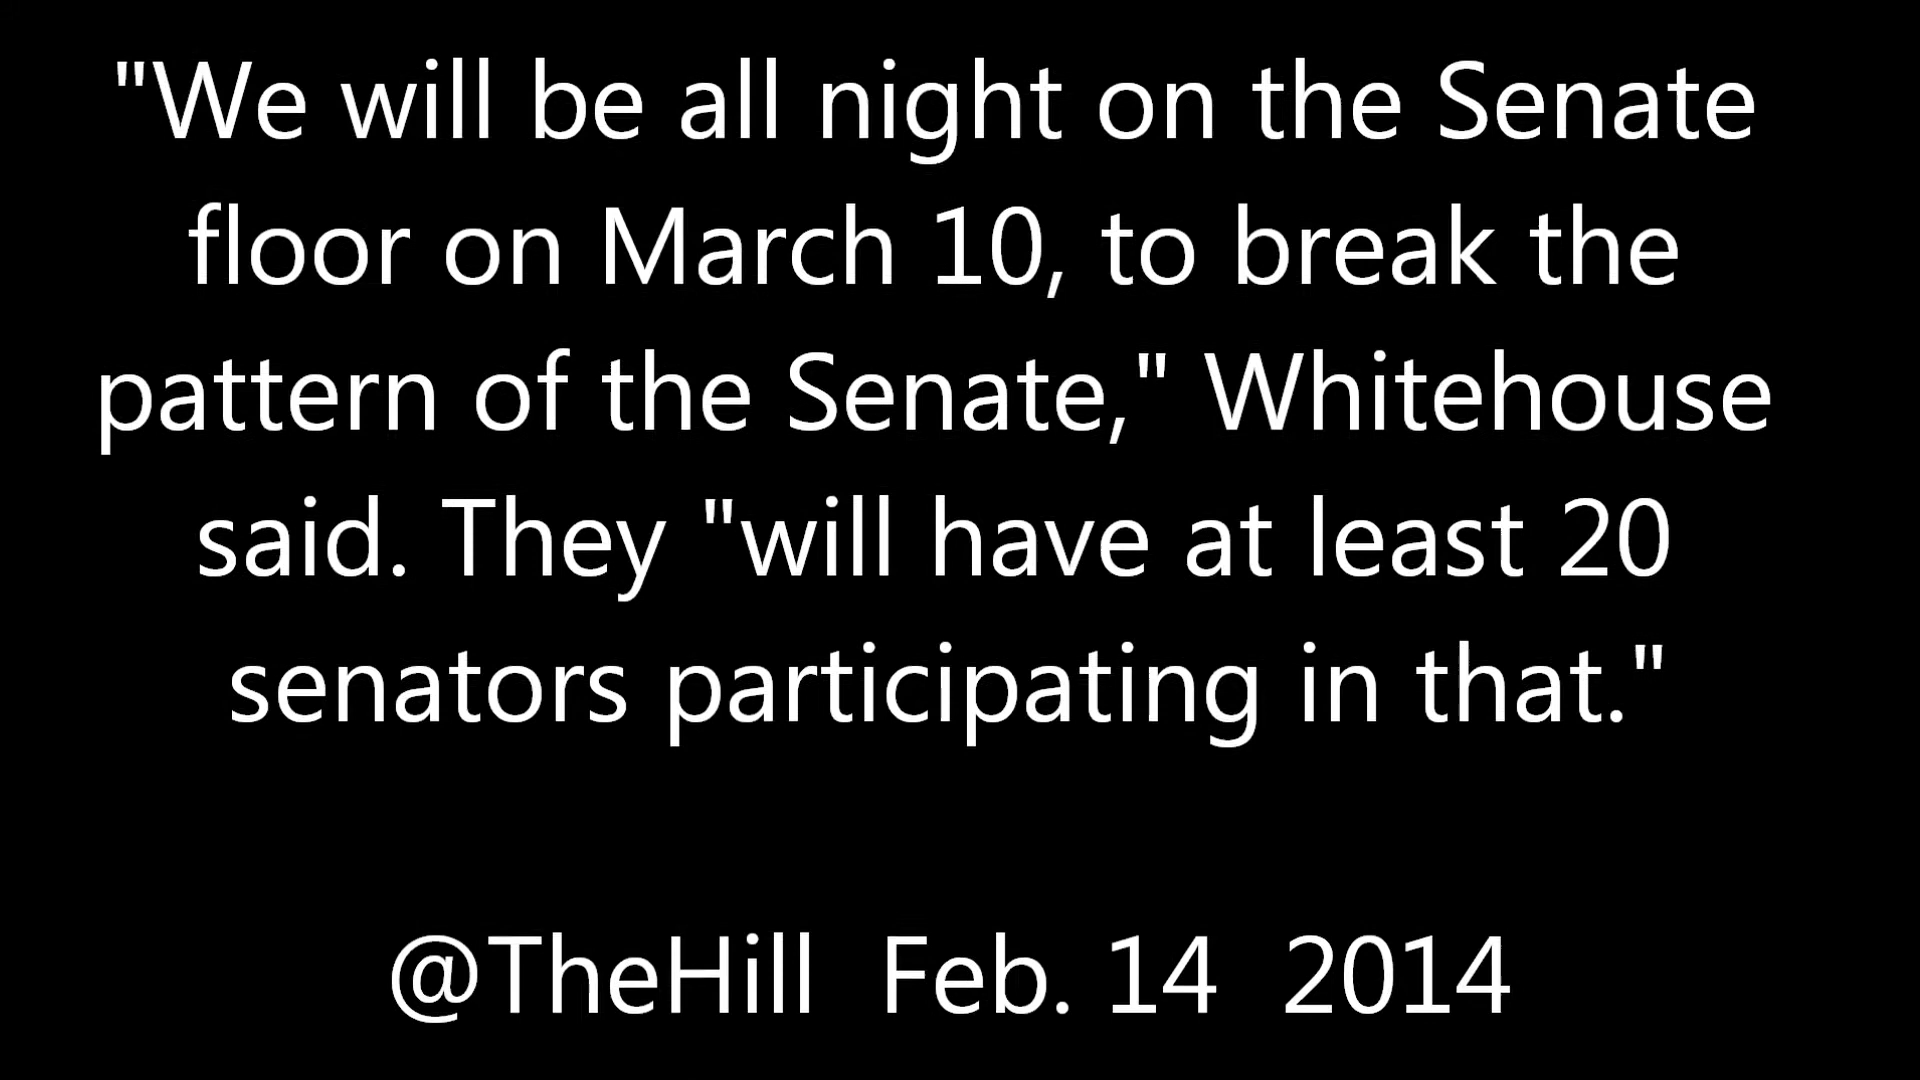 "We will be all night on the Senate
floor on March 10, to break the
pattern of the Senate," Whitehouse
said. They "will have at least 20
senators participating in that."
@TheHill  Feb. 14  2014